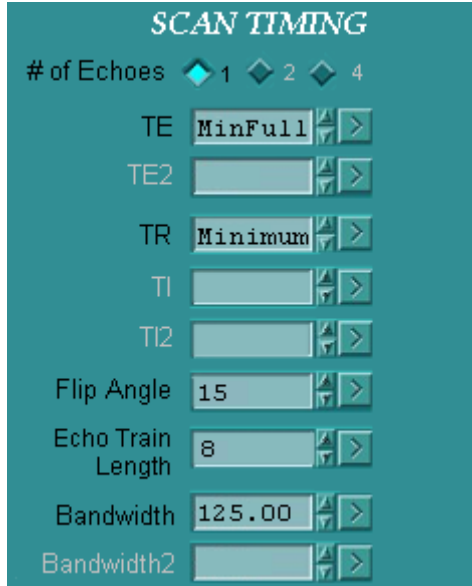 SCAN TIMING
# of Echoes 1 2 4
TE MinFull
TE2
TR Minimum
TI
TI2
Flip Angle 15
Echo Train
Length 8
Bandwidth 125.00
Bandwidth2